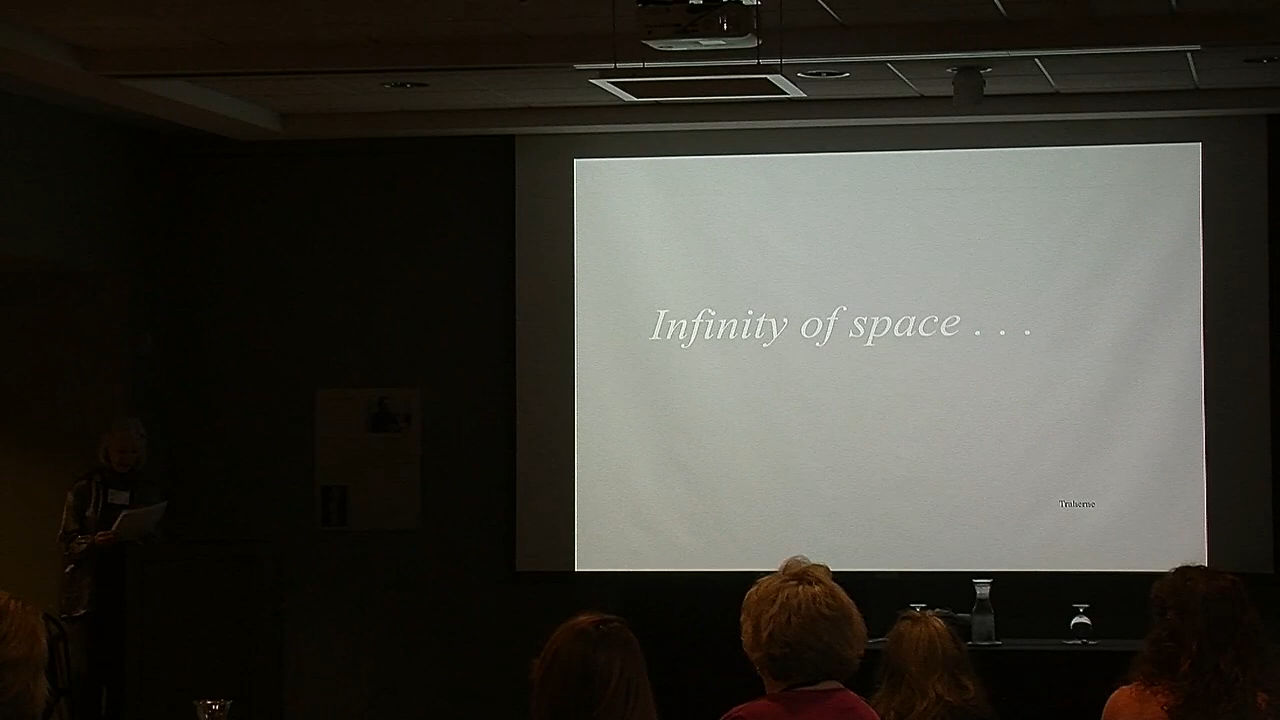 Infinity of space . . .
Traherne